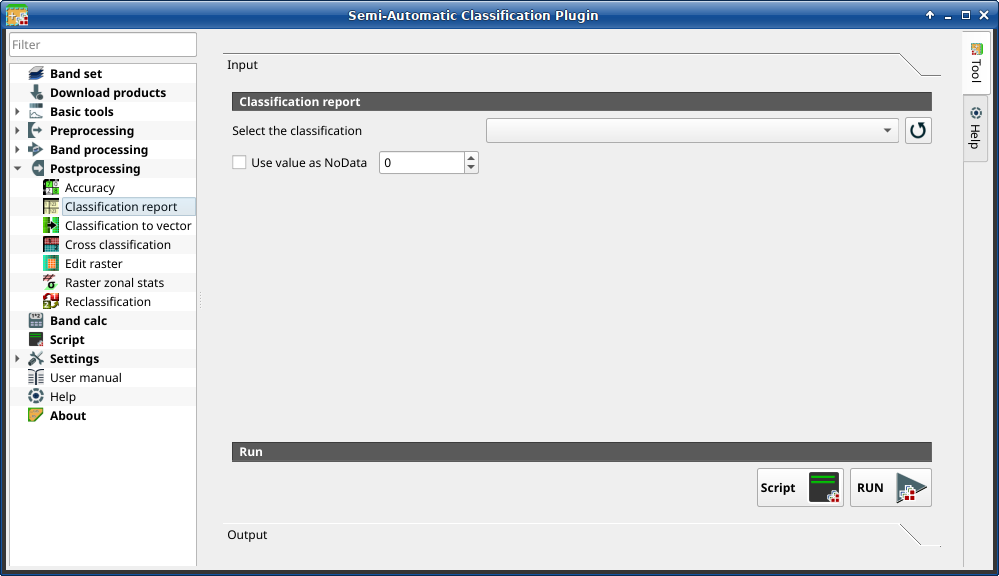 Semi-Automatic Classification Plugin
Filter
Band set
Download products
Basic tools
Preprocessing
Band processing
Postprocessing
Accuracy
Classification report
Classification to vector
Cross classification
Edit raster
Raster zonal stats
Reclassification
Band calc
Script
Settings
User manual
Help
About
Input
Classification report
Select the classification
Use value as NoData 0
Run
Script RUN
Output
Tool
Help